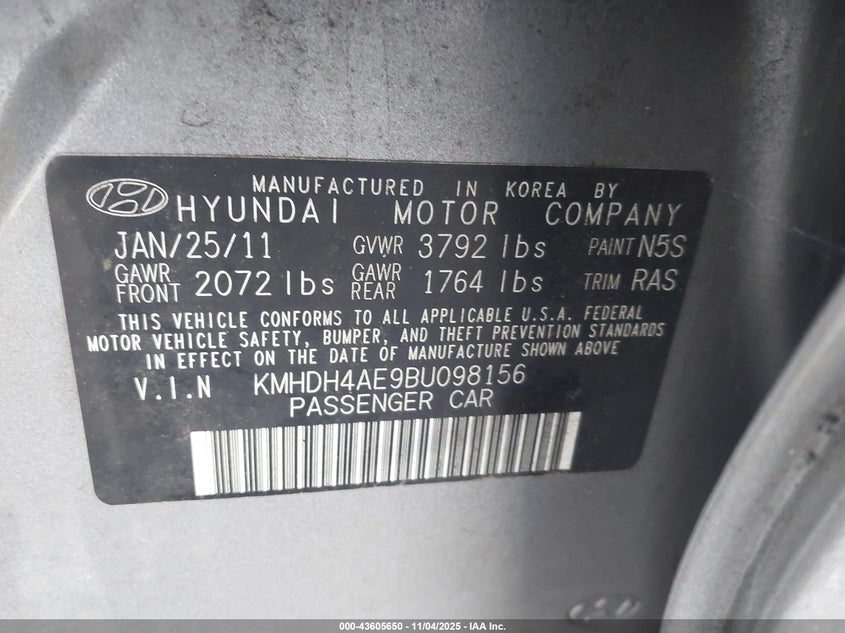 MANUFACTURED IN KOREA BY
HYUNDAI MOTOR COMPANY
JAN/25/11 GVWR 3792 lbs PAINT N5S
GAWR FRONT 2072 lbs GAWR REAR 1764 lbs TRIM RAS
THIS VEHICLE CONFORMS TO ALL APPLICABLE U.S.A. FEDERAL
MOTOR VEHICLE SAFETY, BUMPER, AND THEFT PREVENTION STANDARDS
IN EFFECT ON THE DATE OF MANUFACTURE SHOWN ABOVE
V.I.N KMHDH4AE9BU098156
PASSENGER CAR
000-43605650 - 11/04/2025 - IAA Inc.